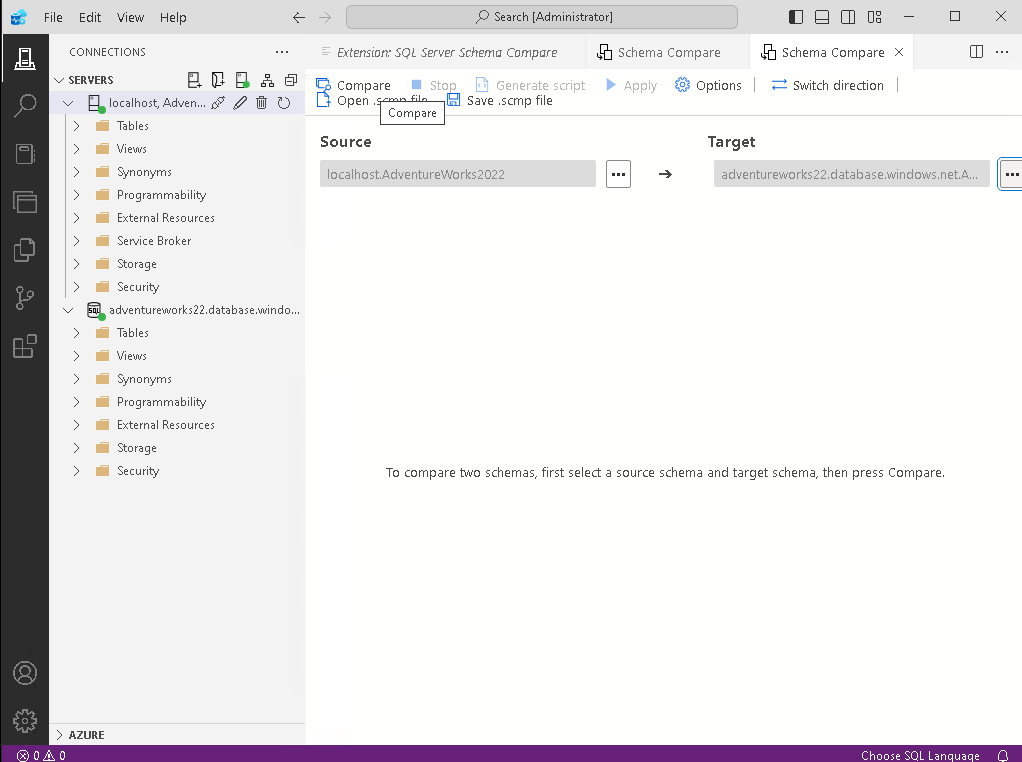 File Edit View Help Search [Administrator]
CONNECTIONS
Extension: SQL Server Schema Compare
Schema Compare
Schema Compare
SERVERS
Compare Stop Generate script Apply Options Switch direction
Open .scmp file Save .scmp file
Compare
localhost, Adven...
Tables
Views
Synonyms
Programmability
External Resources
Service Broker
Storage
Security
adventureworks22.database.windo...
Tables
Views
Synonyms
Programmability
External Resources
Storage
Security
Source
Target
localhost.AdventureWorks2022
adventureworks22.database.windows.net.A...
To compare two schemas, first select a source schema and target schema, then press Compare.
AZURE
0 0
Choose SQL Language